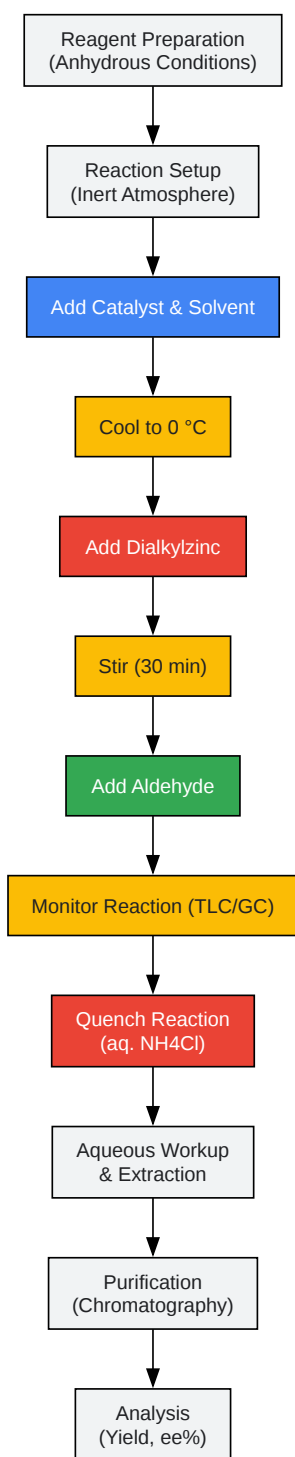 Reagent Preparation
(Anhydrous Conditions)
Reaction Setup
(Inert Atmosphere)
Add Catalyst & Solvent
Cool to 0 °C
Add Dialkylzinc
Stir (30 min)
Add Aldehyde
Monitor Reaction (TLC/GC)
Quench Reaction
(aq. NH4Cl)
Aqueous Workup
& Extraction
Purification
(Chromatography)
Analysis
(Yield, ee%)